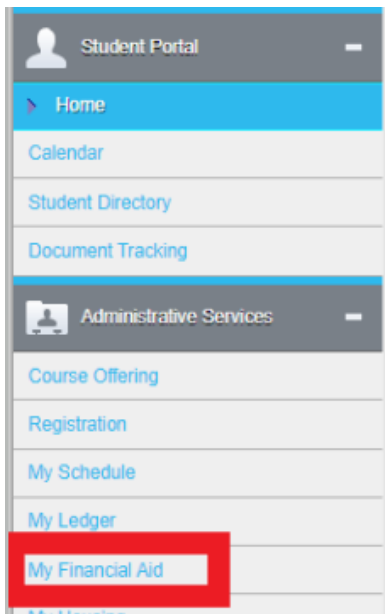 Student Portal
Home
Calendar
Student Directory
Document Tracking
Administrative Services
Course Offering
Registration
My Schedule
My Ledger
My Financial Aid